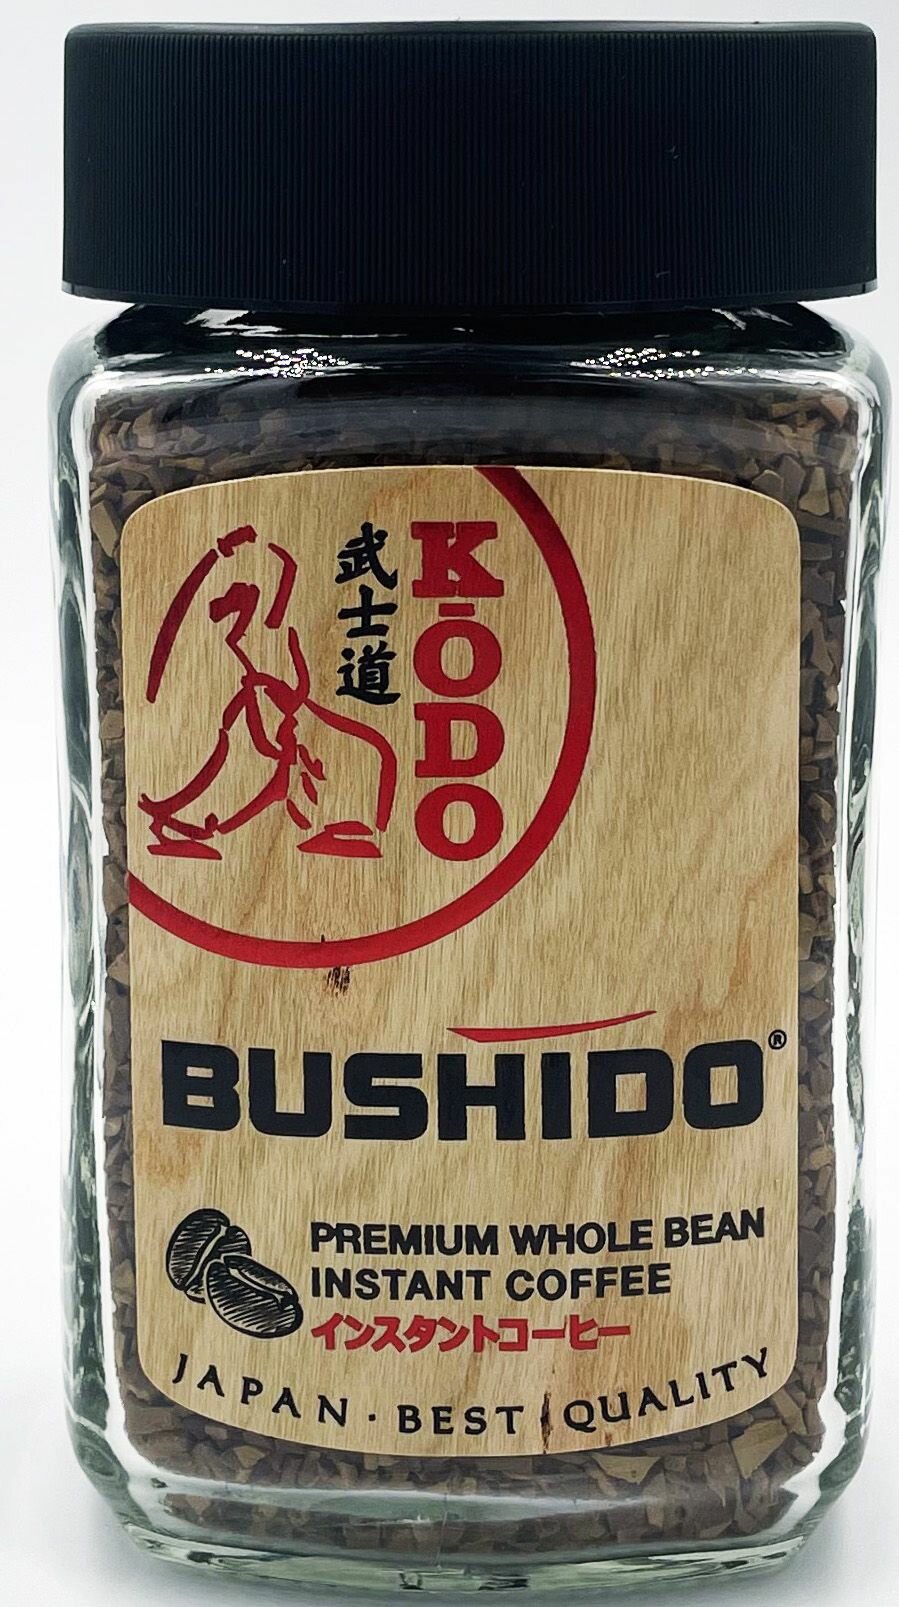 武士道
KŌDO
BUSHIDO®
PREMIUM WHOLE BEAN
INSTANT COFFEE
インスタントコーヒー
JAPAN · BEST QUALITY